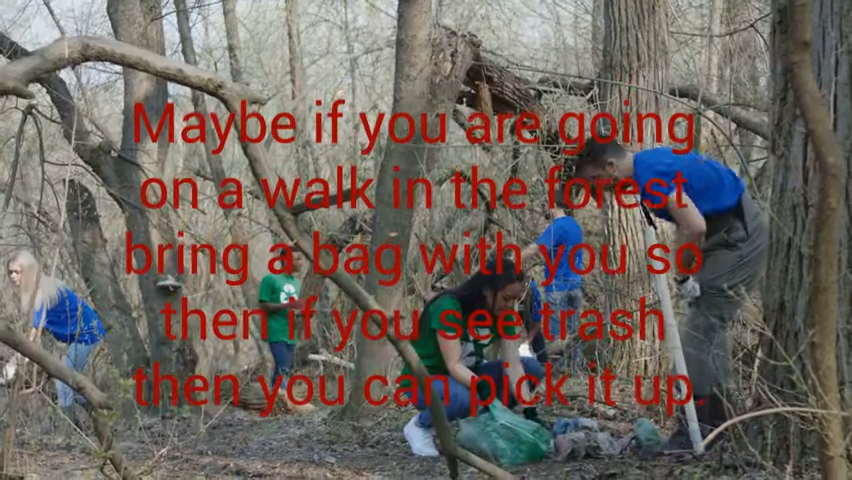 Maybe if you are going
on a walk in the forest
bring a bag with you so
then if you see trash
then you can pick it up.